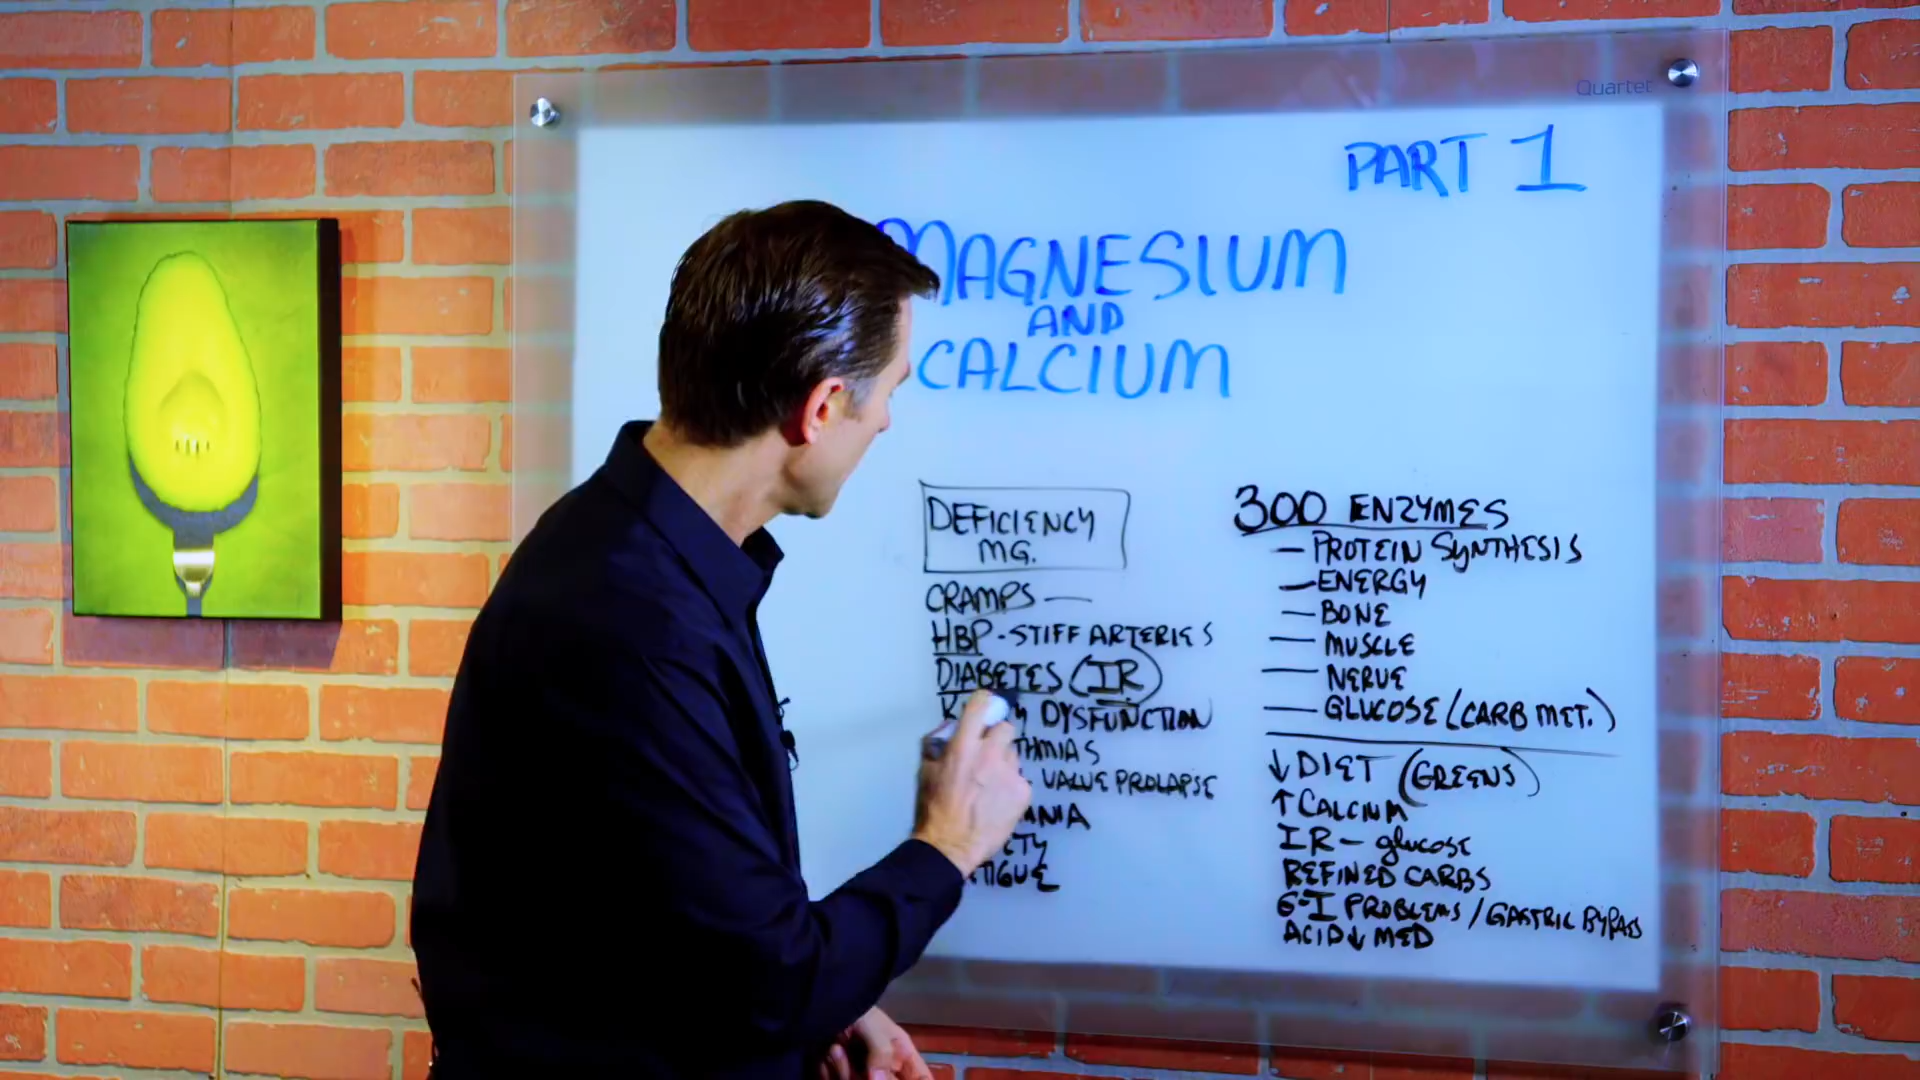 Quartet
PART 1
MAGNESIUM
AND
CALCIUM
DEFICIENCY
MG.
CRAMPS —
HBP - STIFF ARTERIES
DIABETES (IR)
DYSFUNCTION
VALUE PROLAPSE
300 ENZYMES
— PROTEIN SYNTHESIS
— ENERGY
— BONE
— MUSCLE
— NERVE
— GLUCOSE (CARB MET.)
↓ DIET (GREENS)
↑ CALCIUM
IR - glucose
REFINED CARBS
G-I PROBLEMS / GASTRIC BYPASS
ACID ↓ MED